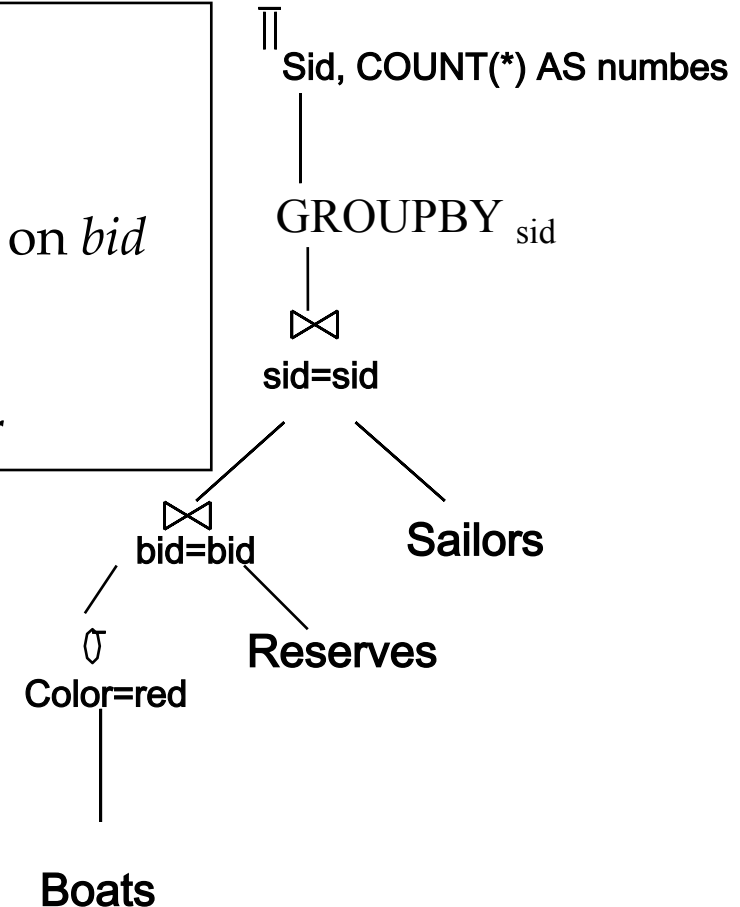 ∏
Sid, COUNT(*) AS numbes
on bid
GROUPBY sid
⋈
sid=sid
⋈
bid=bid
Sailors
σ
Reserves
Color=red
Boats